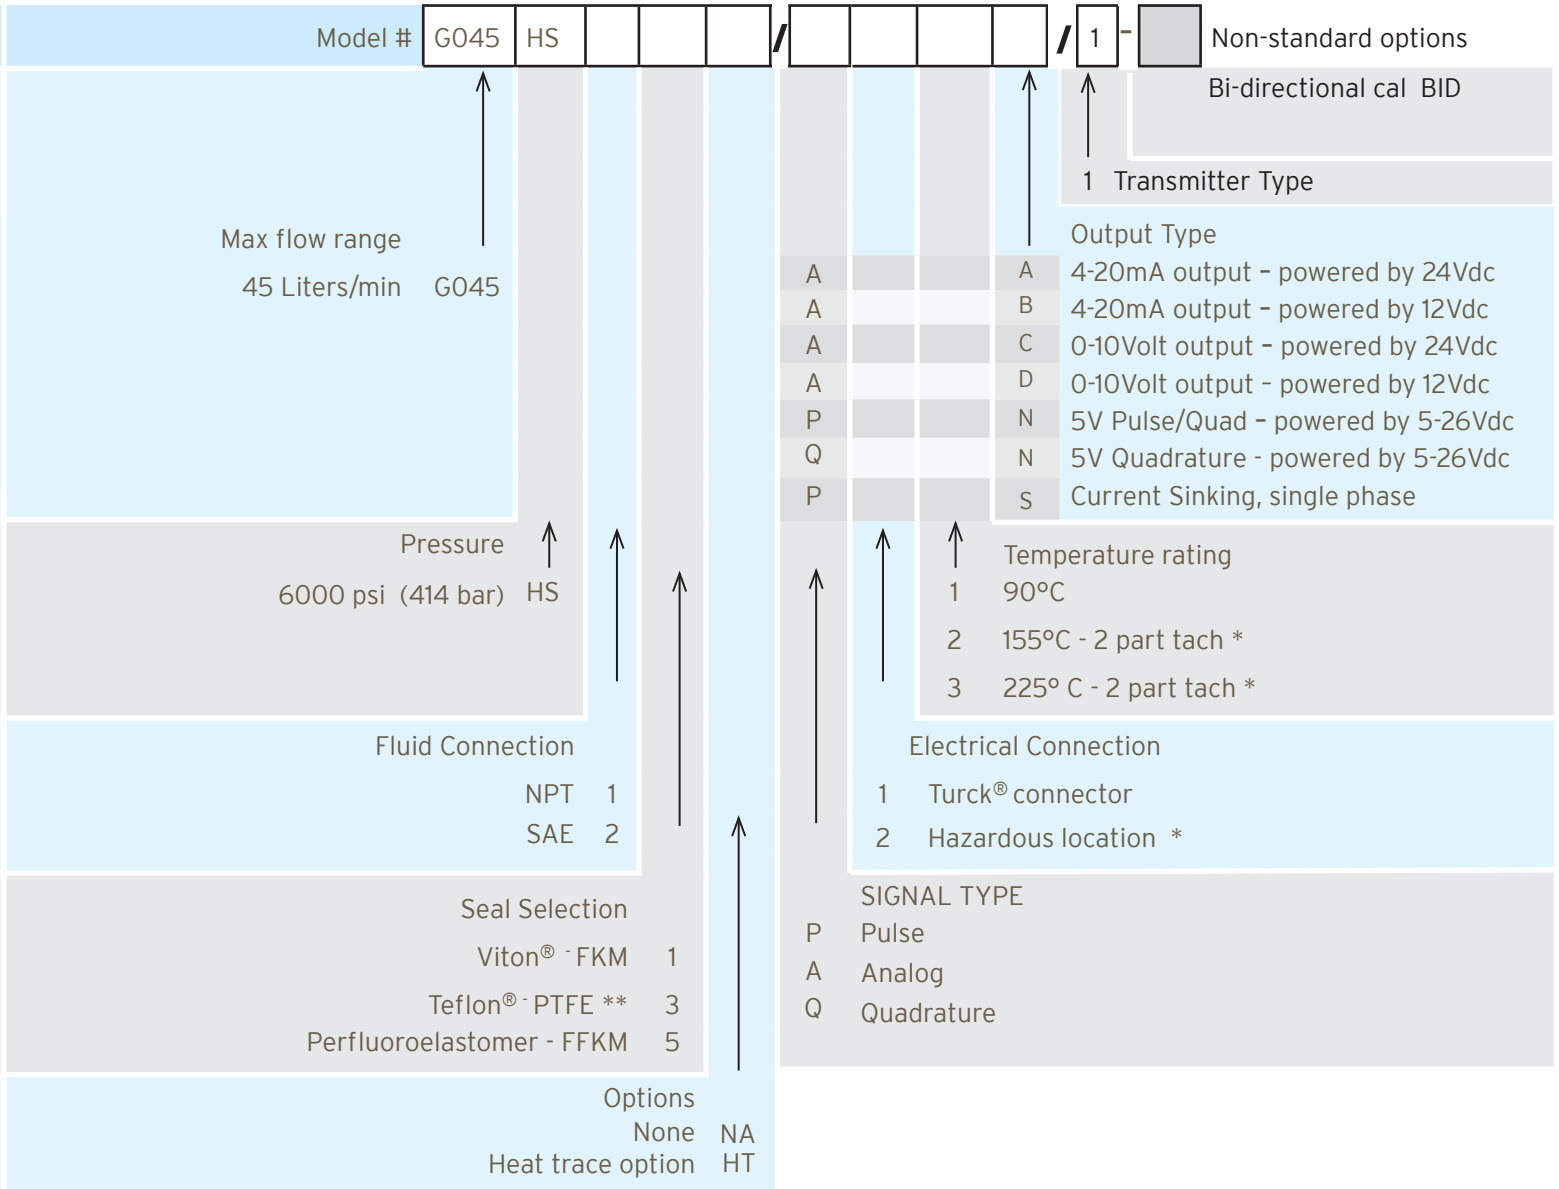 Model # G045 HS / / 1 - Non-standard options
Bi-directional cal BID
1 Transmitter Type
Max flow range
45 Liters/min G045
Output Type
A A 4-20mA output – powered by 24Vdc
A B 4-20mA output – powered by 12Vdc
A C 0-10Volt output – powered by 24Vdc
A D 0-10Volt output - powered by 12Vdc
P N 5V Pulse/Quad – powered by 5-26Vdc
Q N 5V Quadrature - powered by 5-26Vdc
P S Current Sinking, single phase
Pressure
6000 psi (414 bar) HS
Temperature rating
1 90ºC
2 155ºC - 2 part tach *
3 225º C - 2 part tach *
Fluid Connection
NPT 1
SAE 2
Electrical Connection
1 Turck® connector
2 Hazardous location *
Seal Selection
Viton® - FKM 1
Teflon® - PTFE ** 3
Perfluoroelastomer - FFKM 5
SIGNAL TYPE
P Pulse
A Analog
Q Quadrature
Options
None NA
Heat trace option HT